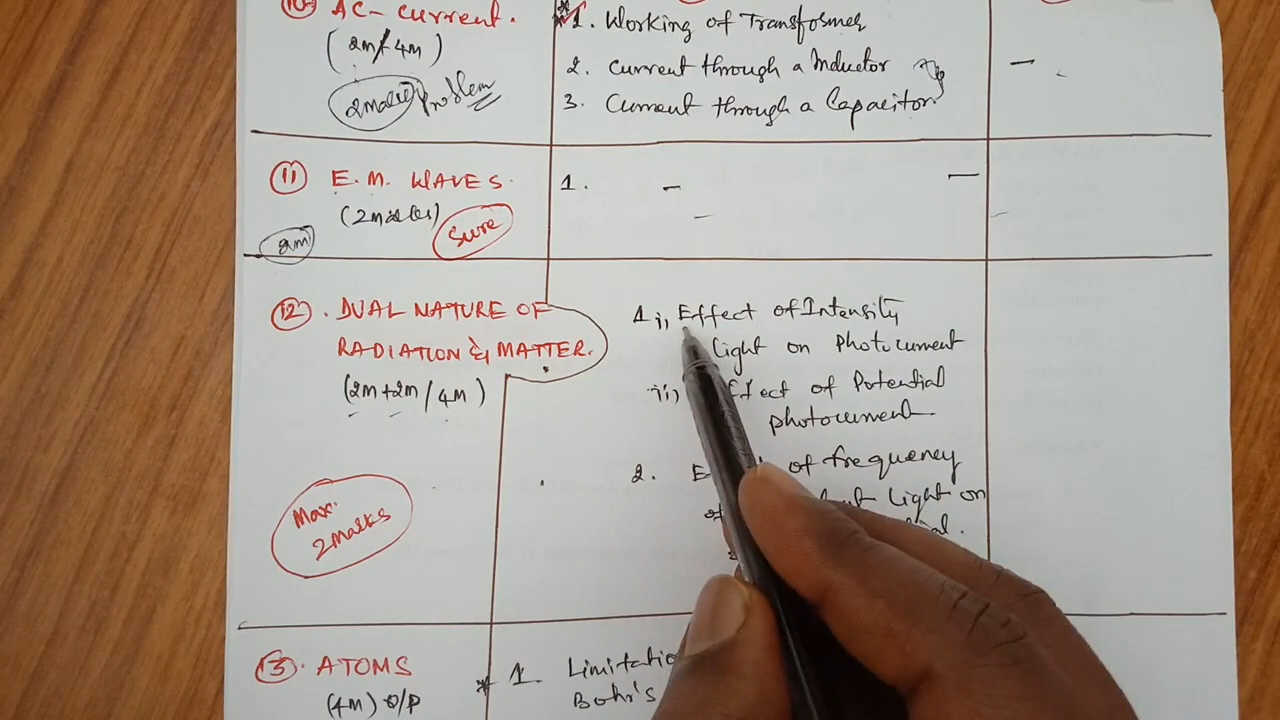 10 AC- current.
(2m/4M)
2marks problem
1. Working of Transformer
2. Current through a Inductor
3. Current through a Capacitor
-
11 E.M. WAVES.
(2marks) Sure
2m
1. -
-
12. DUAL NATURE OF
RADIATION & MATTER.
(2M+2m/4M)
Max.
2Marks
1 i, Effect of Intensity
light on photocurrent
ii) Effect of Potential
photocurrent
2. of frequency
light on
13. ATOMS
(4M) O/P
* 1. Limitatio
Bohr's